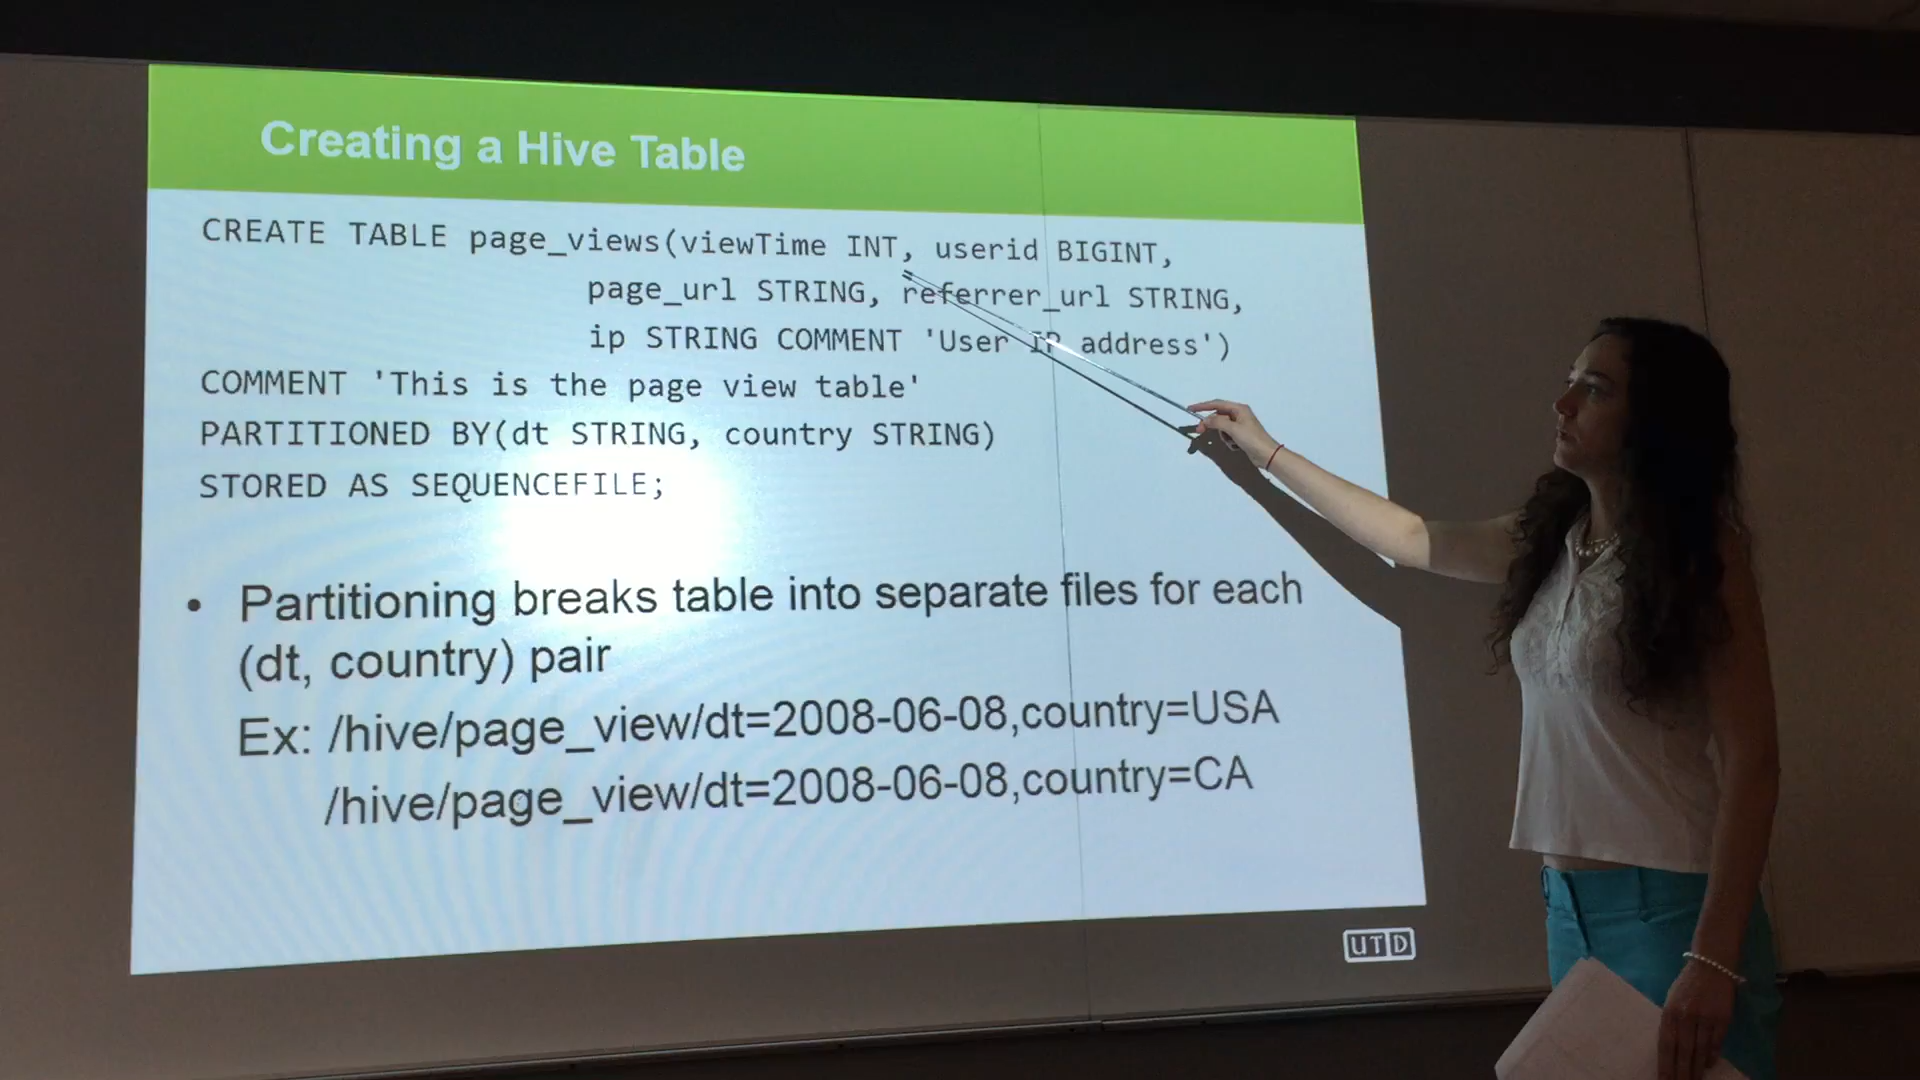 Creating a Hive Table
CREATE TABLE page_views(viewTime INT, userid BIGINT,
page_url STRING, referrer_url STRING,
ip STRING COMMENT 'User IP address')
COMMENT 'This is the page view table'
PARTITIONED BY(dt STRING, country STRING)
STORED AS SEQUENCEFILE;
• Partitioning breaks table into separate files for each
(dt, country) pair
Ex: /hive/page_view/dt=2008-06-08,country=USA
/hive/page_view/dt=2008-06-08,country=CA
UTD